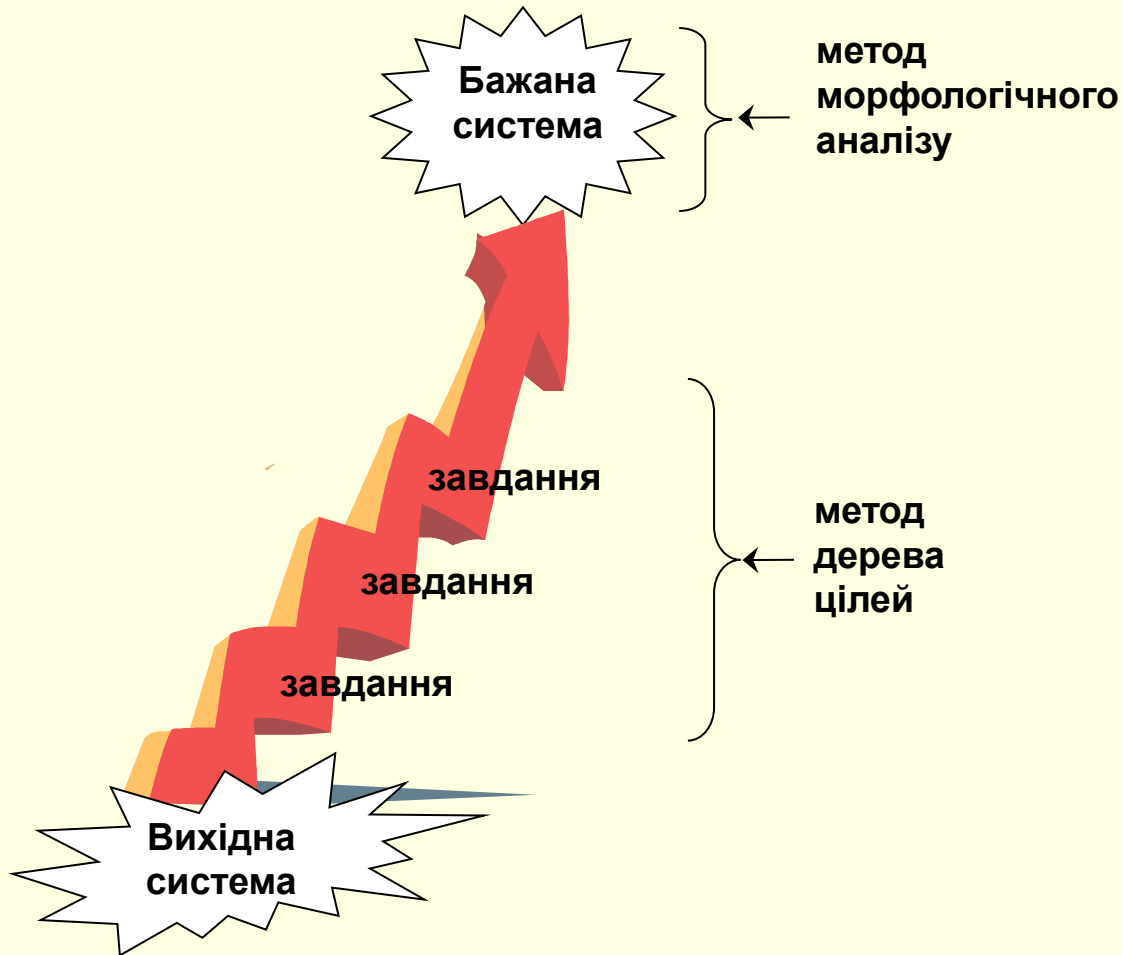 Бажана
система
метод
морфологічного
аналізу
завдання
завдання
завдання
метод
дерева
цілей
Вихідна
система